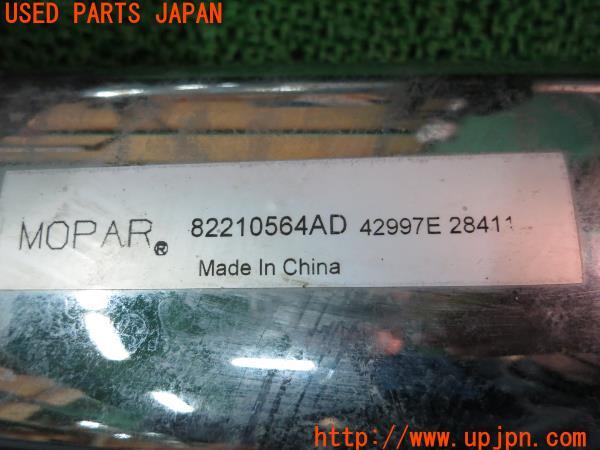 USED PARTS JAPAN
MOPAR® 82210564AD 42997E 28411
Made In China
http://www.upjpn.com/